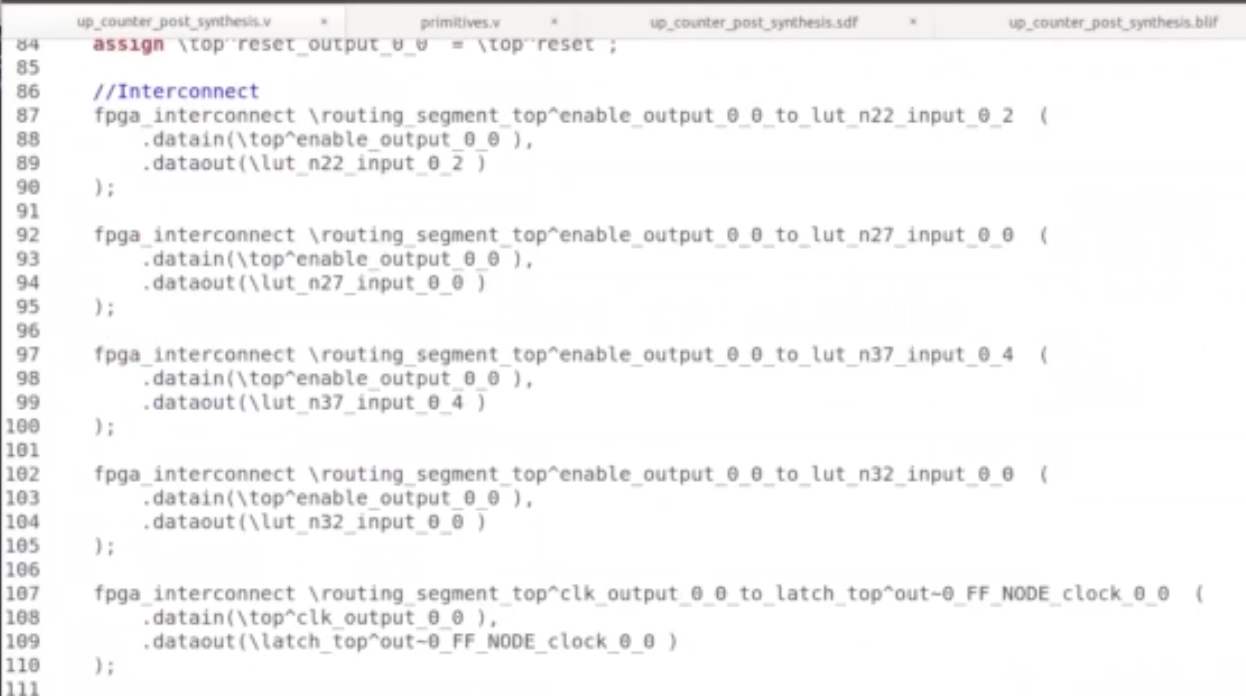 up_counter_post_synthesis.v × primitives.v × up_counter_post_synthesis.sdf × up_counter_post_synthesis.blif
84 assign \top^reset_output_0_0 = \top^reset ;
85
86 //Interconnect
87 fpga_interconnect \routing_segment_top^enable_output_0_0_to_lut_n22_input_0_2 (
88 .datain(\top^enable_output_0_0 ),
89 .dataout(\lut_n22_input_0_2 )
90 );
91
92 fpga_interconnect \routing_segment_top^enable_output_0_0_to_lut_n27_input_0_0 (
93 .datain(\top^enable_output_0_0 ),
94 .dataout(\lut_n27_input_0_0 )
95 );
96
97 fpga_interconnect \routing_segment_top^enable_output_0_0_to_lut_n37_input_0_4 (
98 .datain(\top^enable_output_0_0 ),
99 .dataout(\lut_n37_input_0_4 )
100 );
101
102 fpga_interconnect \routing_segment_top^enable_output_0_0_to_lut_n32_input_0_0 (
103 .datain(\top^enable_output_0_0 ),
104 .dataout(\lut_n32_input_0_0 )
105 );
106
107 fpga_interconnect \routing_segment_top^clk_output_0_0_to_latch_top^out~0_FF_NODE_clock_0_0 (
108 .datain(\top^clk_output_0_0 ),
109 .dataout(\latch_top^out~0_FF_NODE_clock_0_0 )
110 );
111